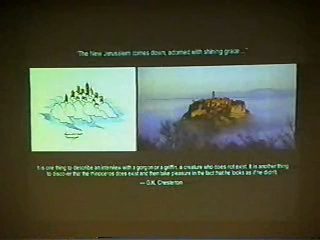 "The New Jerusalem comes down, adorned with shining grace ..."
It is one thing to describe an interview with a gorgon or a griffin, a creature who does not exist. It is another thing
to discover that the rhinoceros does exist and then take pleasure in the fact that he looks as if he didn't.
— G.K. Chesterton